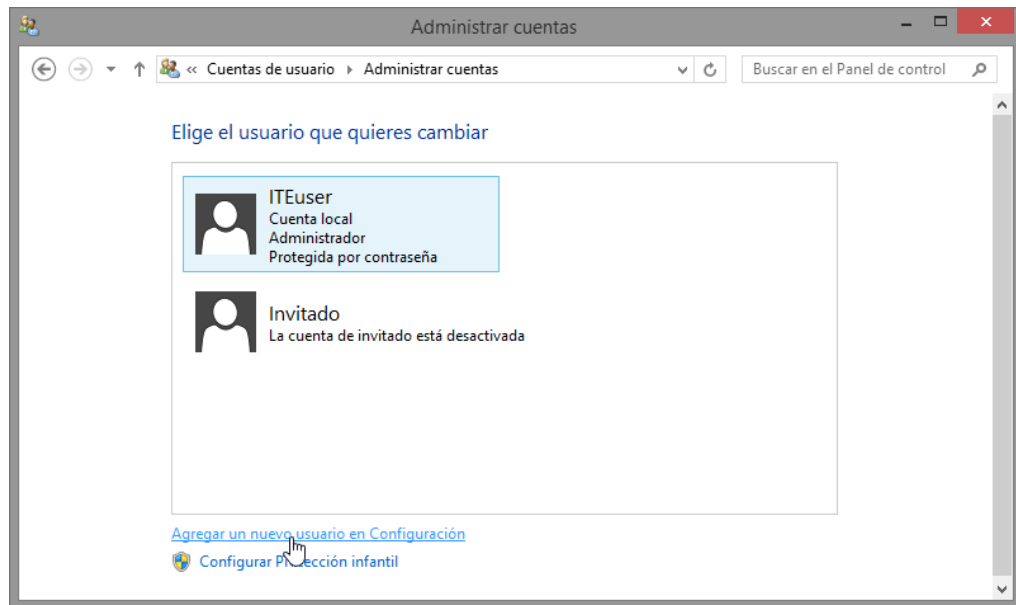 Administrar cuentas
« Cuentas de usuario Administrar cuentas
Buscar en el Panel de control
Elige el usuario que quieres cambiar
ITEuser
Cuenta local
Administrador
Protegida por contraseña
Invitado
La cuenta de invitado está desactivada
Agregar un nuevo usuario en Configuración
Configurar Protección infantil